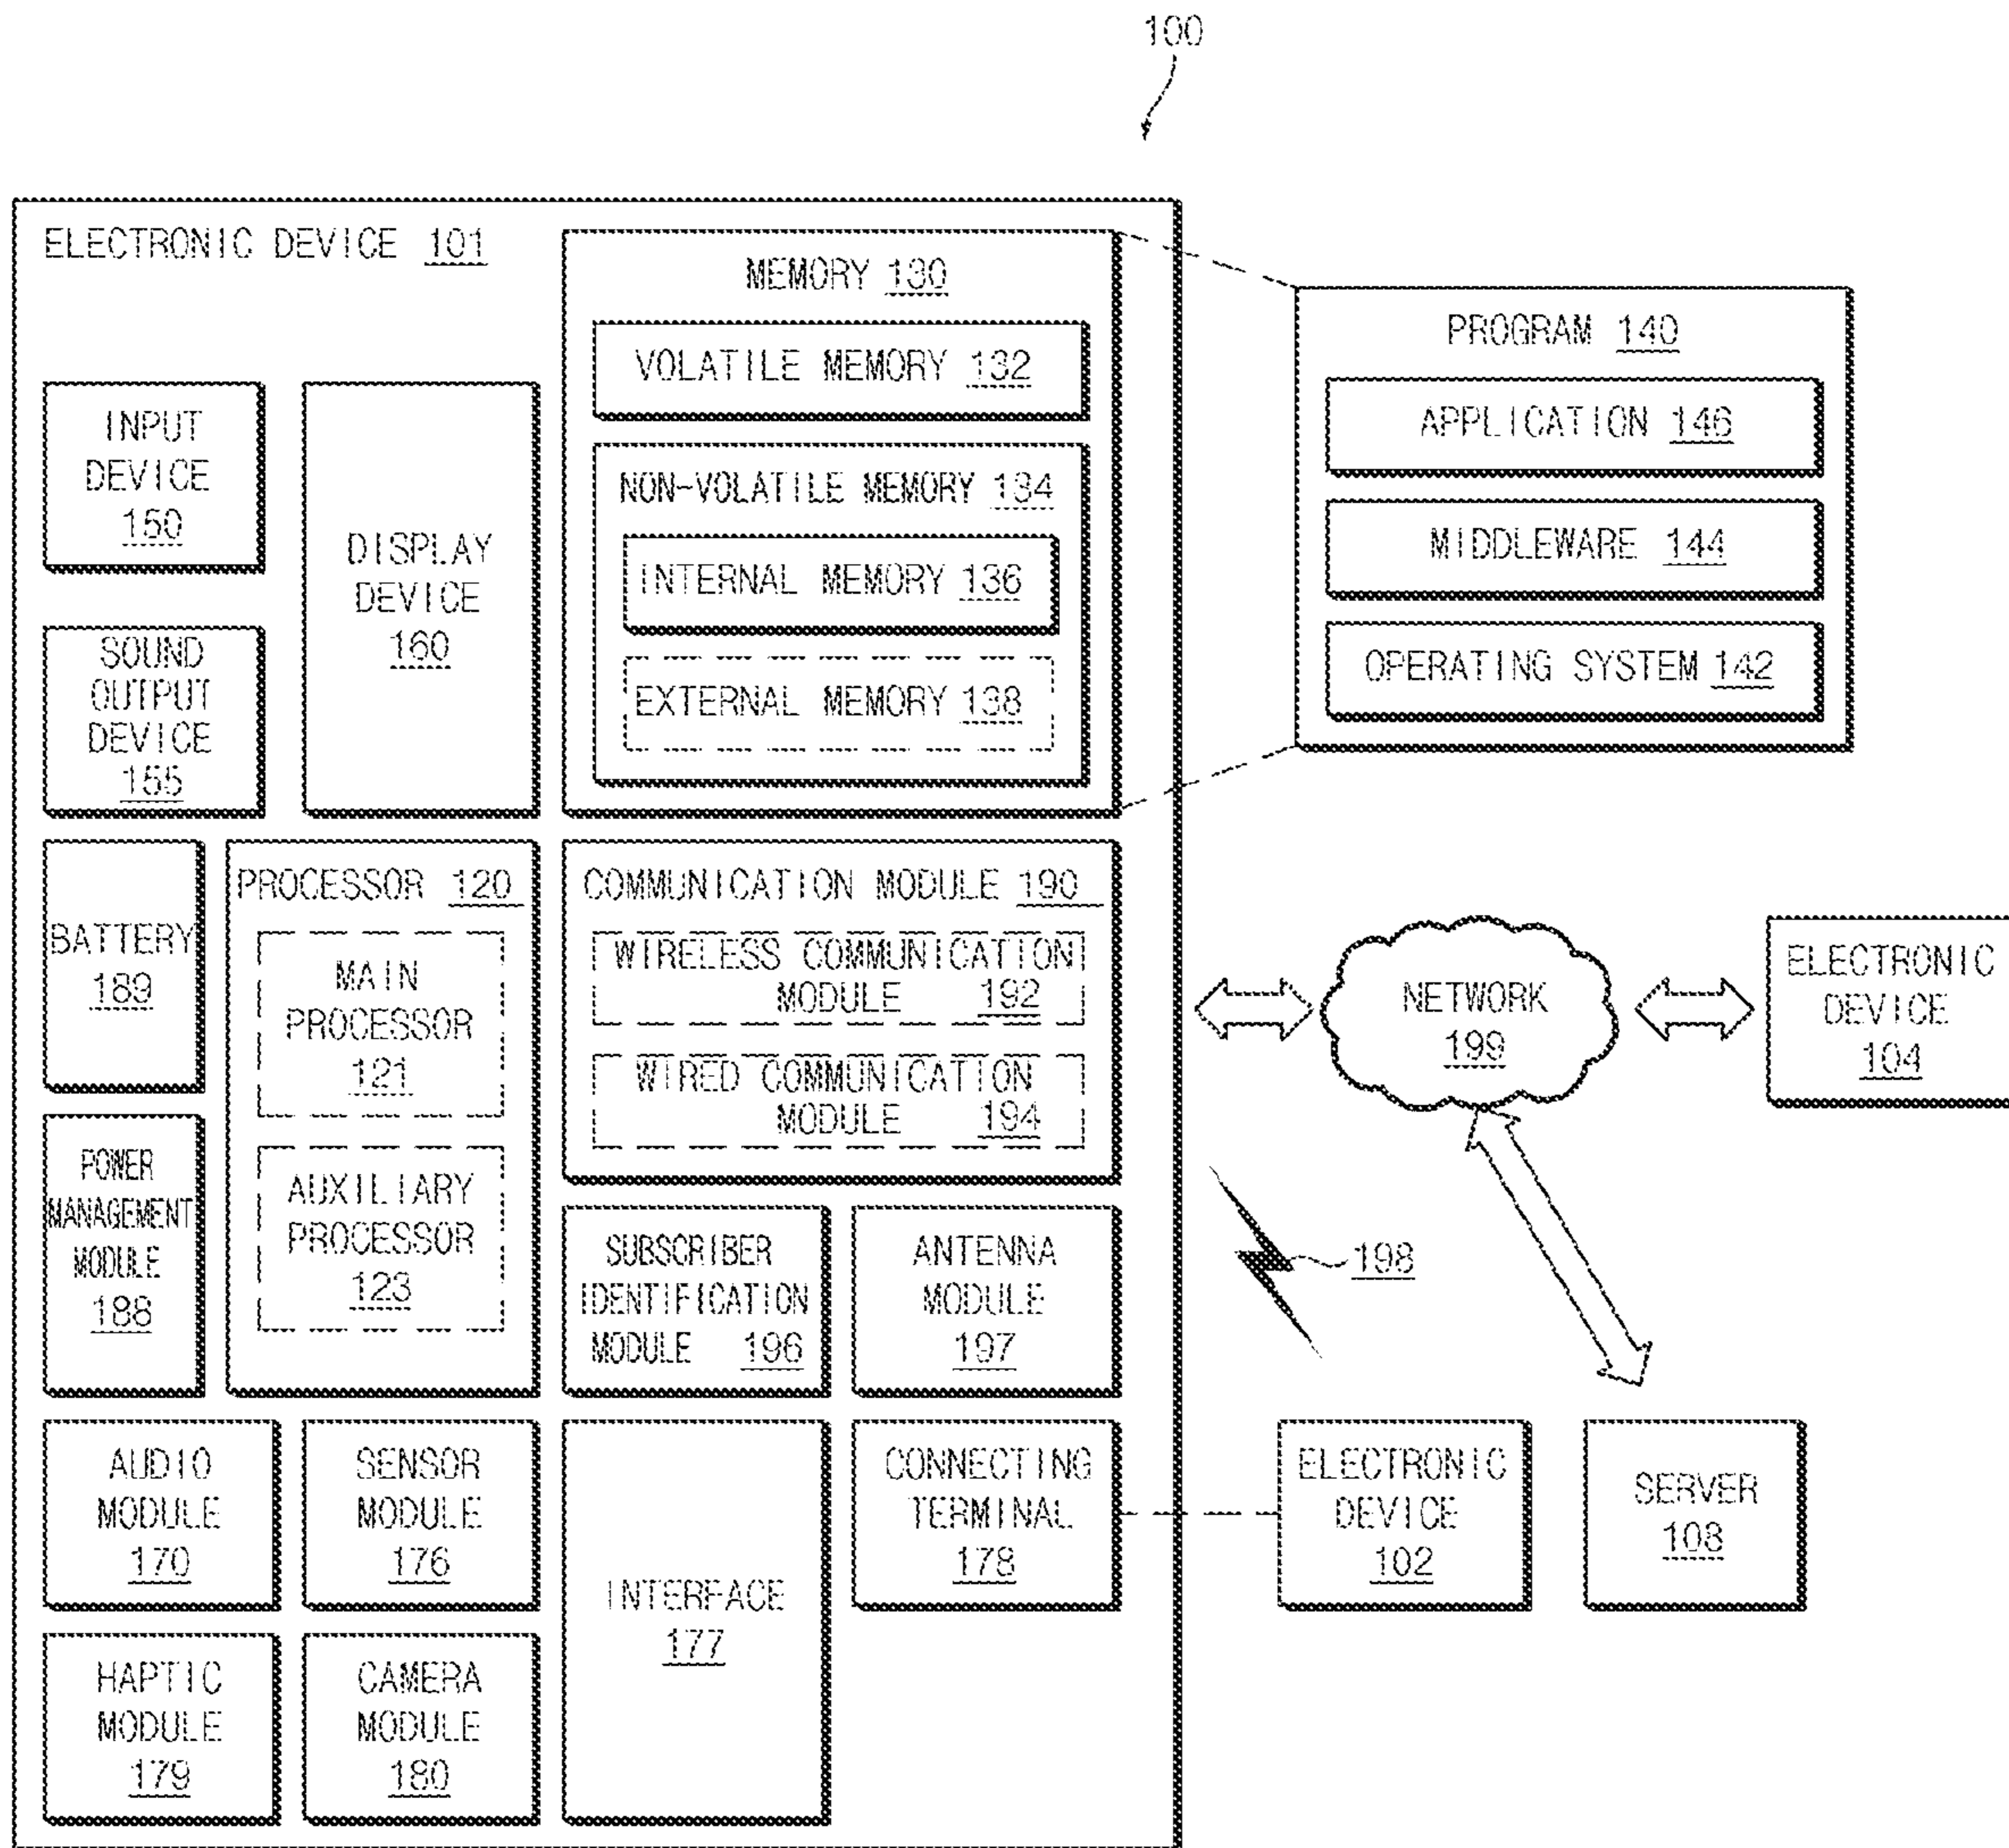 100
ELECTRONIC DEVICE 101
MEMORY 130
VOLATILE MEMORY 132
NON-VOLATILE MEMORY 134
INTERNAL MEMORY 136
EXTERNAL MEMORY 138
PROGRAM 140
APPLICATION 146
MIDDLEWARE 144
OPERATING SYSTEM 142
INPUT
DEVICE
150
SOUND
OUTPUT
DEVICE
155
DISPLAY
DEVICE
160
BATTERY
189
POWER
MANAGEMENT
MODULE
188
PROCESSOR 120
MAIN
PROCESSOR
121
AUXILIARY
PROCESSOR
123
COMMUNICATION MODULE 190
WIRELESS COMMUNICATION
MODULE 192
WIRED COMMUNICATION
MODULE 194
SUBSCRIBER
IDENTIFICATION
MODULE 196
ANTENNA
MODULE
197
NETWORK
199
ELECTRONIC
DEVICE
104
198
AUDIO
MODULE
170
SENSOR
MODULE
176
INTERFACE
177
CONNECTING
TERMINAL
178
ELECTRONIC
DEVICE
102
SERVER
108
HAPTIC
MODULE
179
CAMERA
MODULE
180